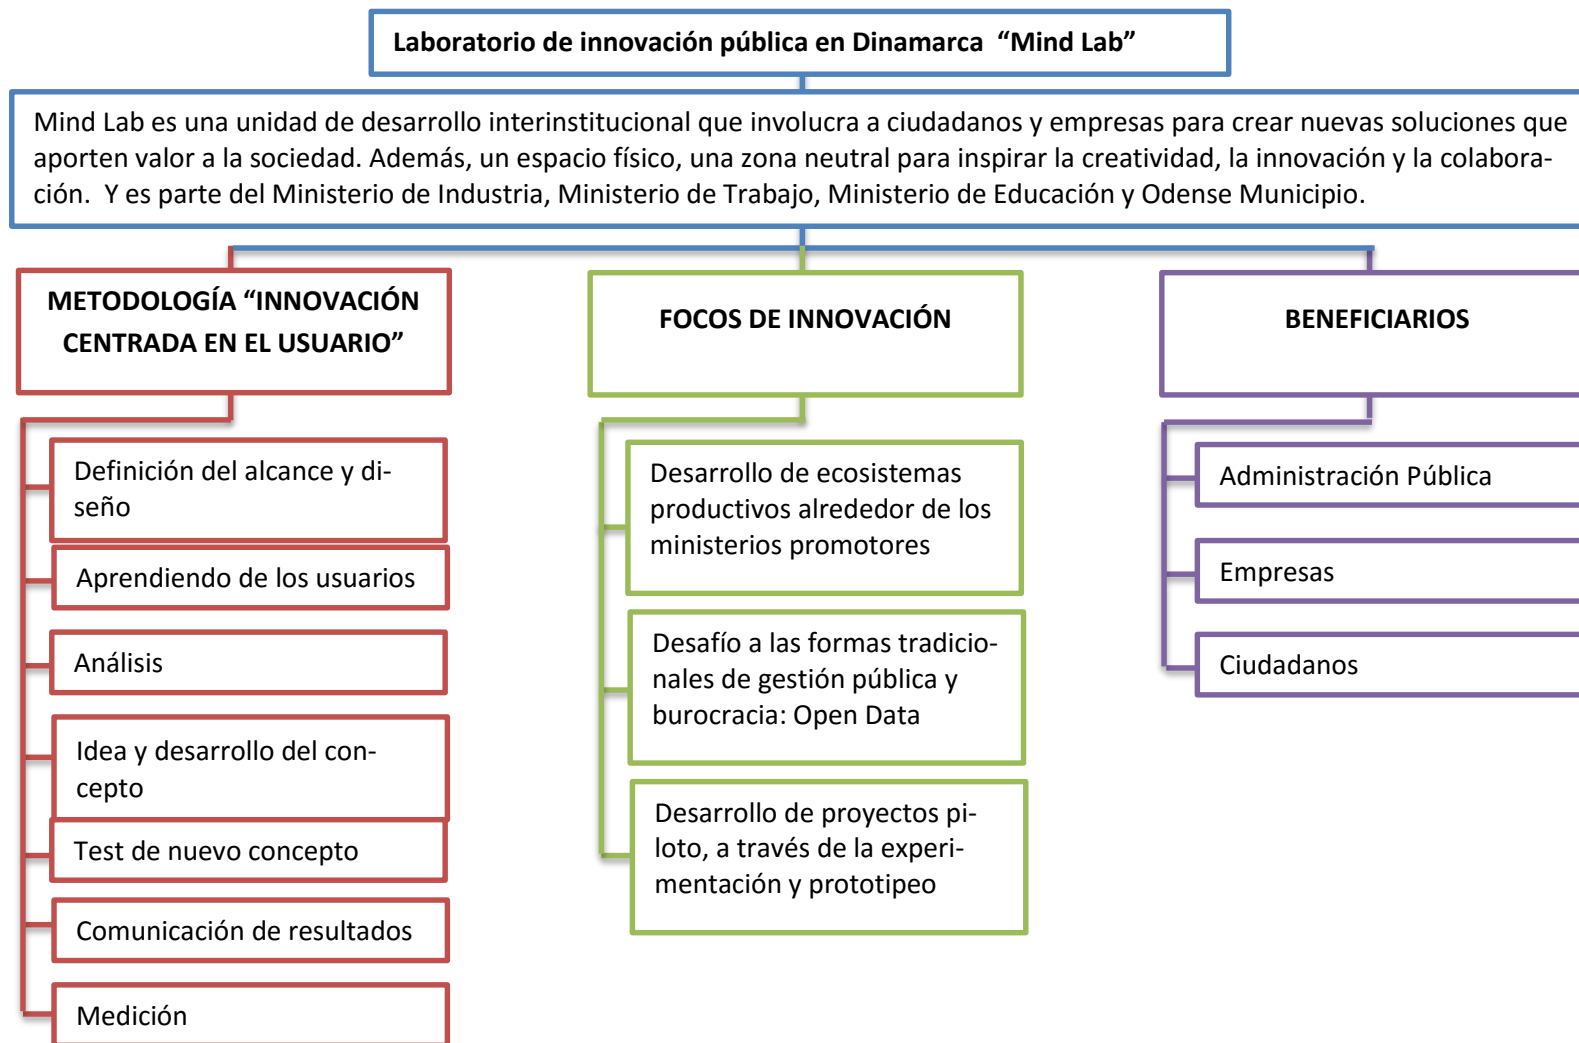 Laboratorio de innovación pública en Dinamarca “Mind Lab”
Mind Lab es una unidad de desarrollo interinstitucional que involucra a ciudadanos y empresas para crear nuevas soluciones que
aporten valor a la sociedad. Además, un espacio físico, una zona neutral para inspirar la creatividad, la innovación y la colabora-
ción. Y es parte del Ministerio de Industria, Ministerio de Trabajo, Ministerio de Educación y Odense Municipio.
METODOLOGÍA “INNOVACIÓN
CENTRADA EN EL USUARIO”
Definición del alcance y di-
seño
Aprendiendo de los usuarios
Análisis
Idea y desarrollo del con-
cepto
Test de nuevo concepto
Comunicación de resultados
Medición
FOCOS DE INNOVACIÓN
Desarrollo de ecosistemas
productivos alrededor de los
ministerios promotores
Desafío a las formas tradicio-
nales de gestión pública y
burocracia: Open Data
Desarrollo de proyectos pi-
loto, a través de la experi-
mentación y prototipeo
BENEFICIARIOS
Administración Pública
Empresas
Ciudadanos